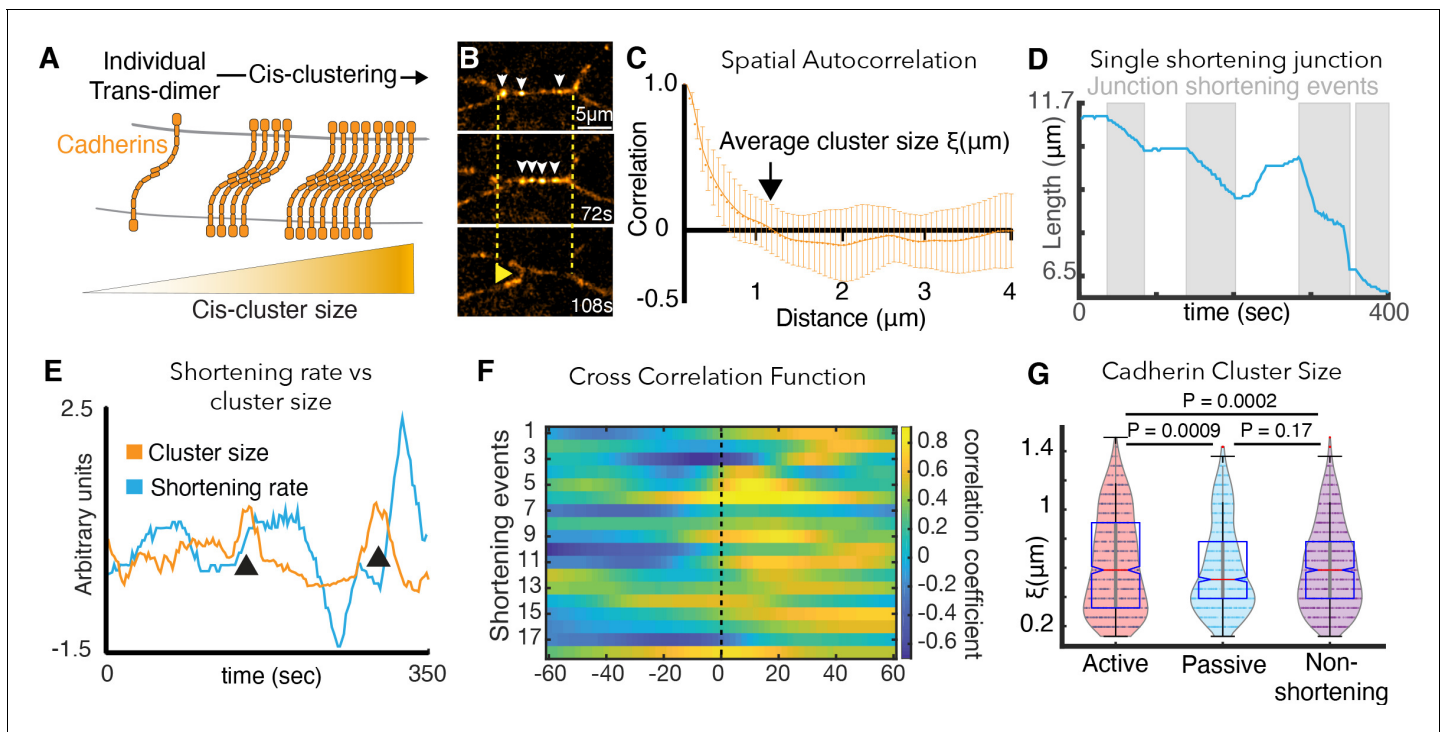 A
Individual
Trans-dimer
Cis-clustering
Cadherins
Cis-cluster size
B
5µm
72s
108s
C
Spatial Autocorrelation
1.0
Correlation
0
-0.5
Average cluster size ξ(µm)
1
2
3
4
Distance (µm)
D
Single shortening junction
Junction shortening events
11.7
Length (µm)
6.5
0
time (sec)
400
E
Shortening rate vs
cluster size
2.5
Arbitrary units
-1.5
Cluster size
Shortening rate
0
time (sec)
350
F
Cross Correlation Function
Shortening events
1
3
5
7
9
11
13
15
17
-60
-40
-20
0
20
40
60
0.8
0.6
0.4
0.2
0
-0.2
-0.4
-0.6
correlation coefficient
G
Cadherin Cluster Size
P = 0.0002
P = 0.0009
P = 0.17
1.4
1
ξ(µm)
0.2
Active
Passive
Non-
shortening